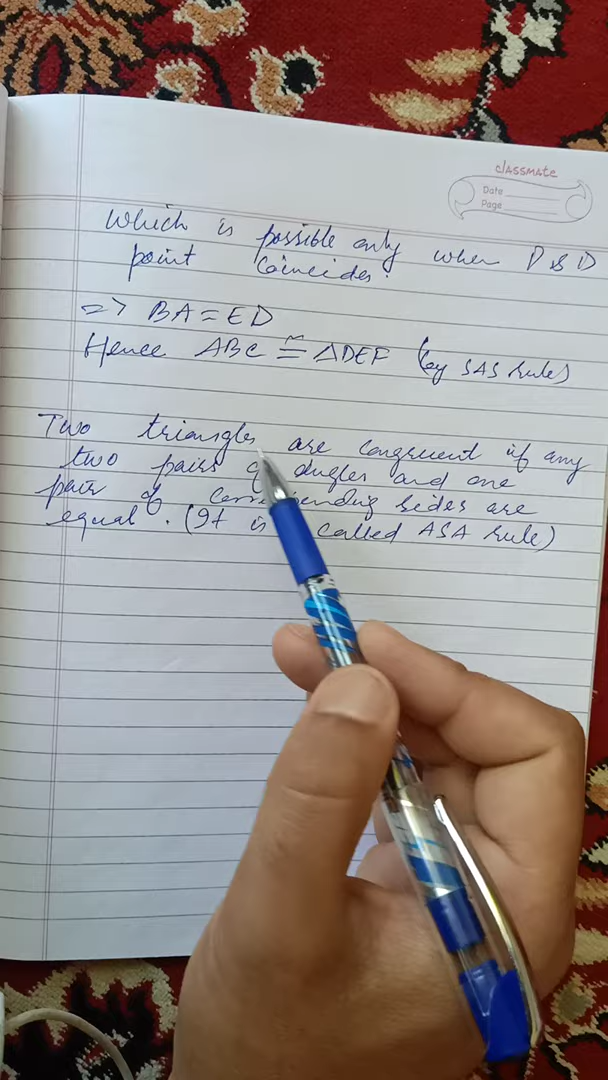 classmate
Date
Page
Which is possible only when P & D
point Coincides.
=> BA = ED
Hence ABC ≅ ΔDEF (by SAS rule)
Two triangles are congruent if any
two pairs of angles and one
pair of corresponding sides are
equal. (It is called ASA rule)